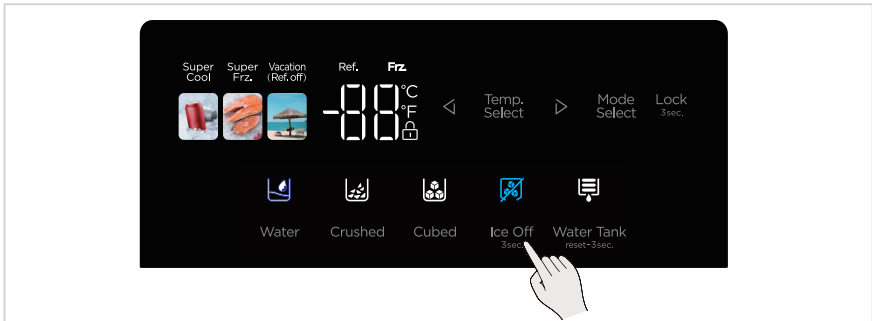 Super Cool
Super Frz.
Vacation (Ref. off)
Ref.
Frz.
-88
°C
°F
Temp. Select
Mode Select
Lock
3sec.
Water
Crushed
Cubed
Ice Off
3sec.
Water Tank
reset-3sec.